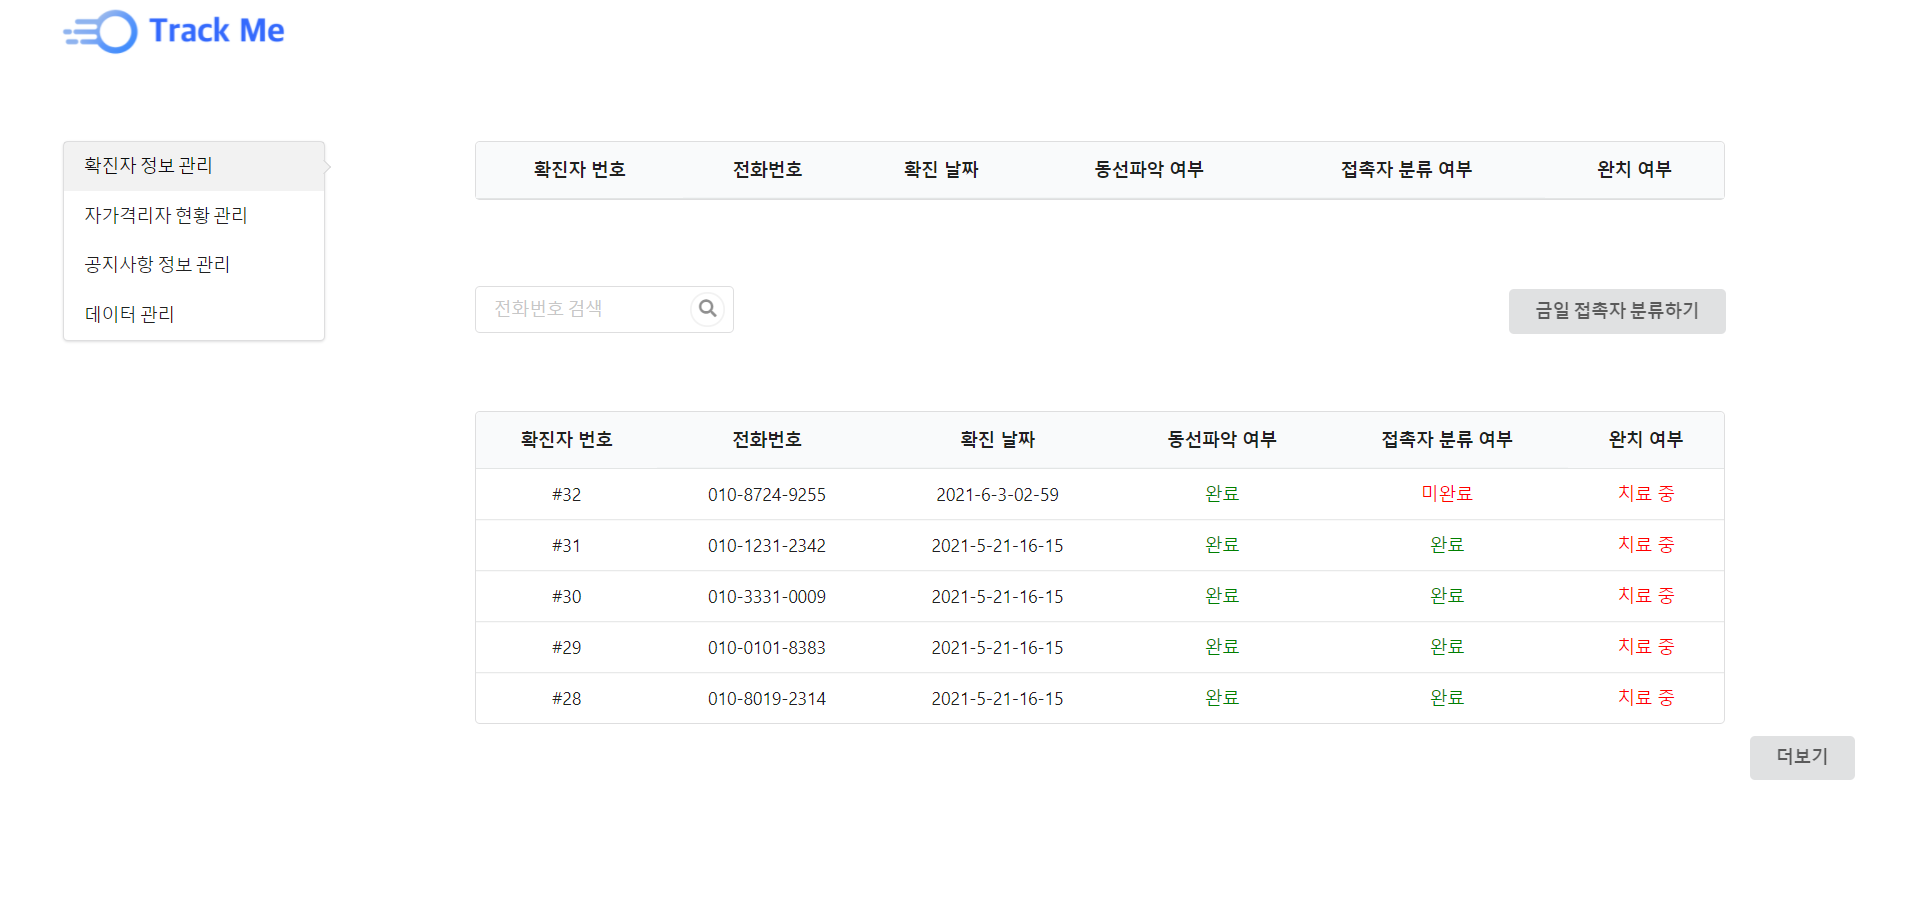 Track Me
확진자 정보 관리
자가격리자 현황 관리
공지사항 정보 관리
데이터 관리
확진자 번호 전화번호 확진 날짜 동선파악 여부 접촉자 분류 여부 완치 여부
전화번호 검색
금일 접촉자 분류하기
확진자 번호 전화번호 확진 날짜 동선파악 여부 접촉자 분류 여부 완치 여부
#32 010-8724-9255 2021-6-3-02-59 완료 미완료 치료 중
#31 010-1231-2342 2021-5-21-16-15 완료 완료 치료 중
#30 010-3331-0009 2021-5-21-16-15 완료 완료 치료 중
#29 010-0101-8383 2021-5-21-16-15 완료 완료 치료 중
#28 010-8019-2314 2021-5-21-16-15 완료 완료 치료 중
더보기